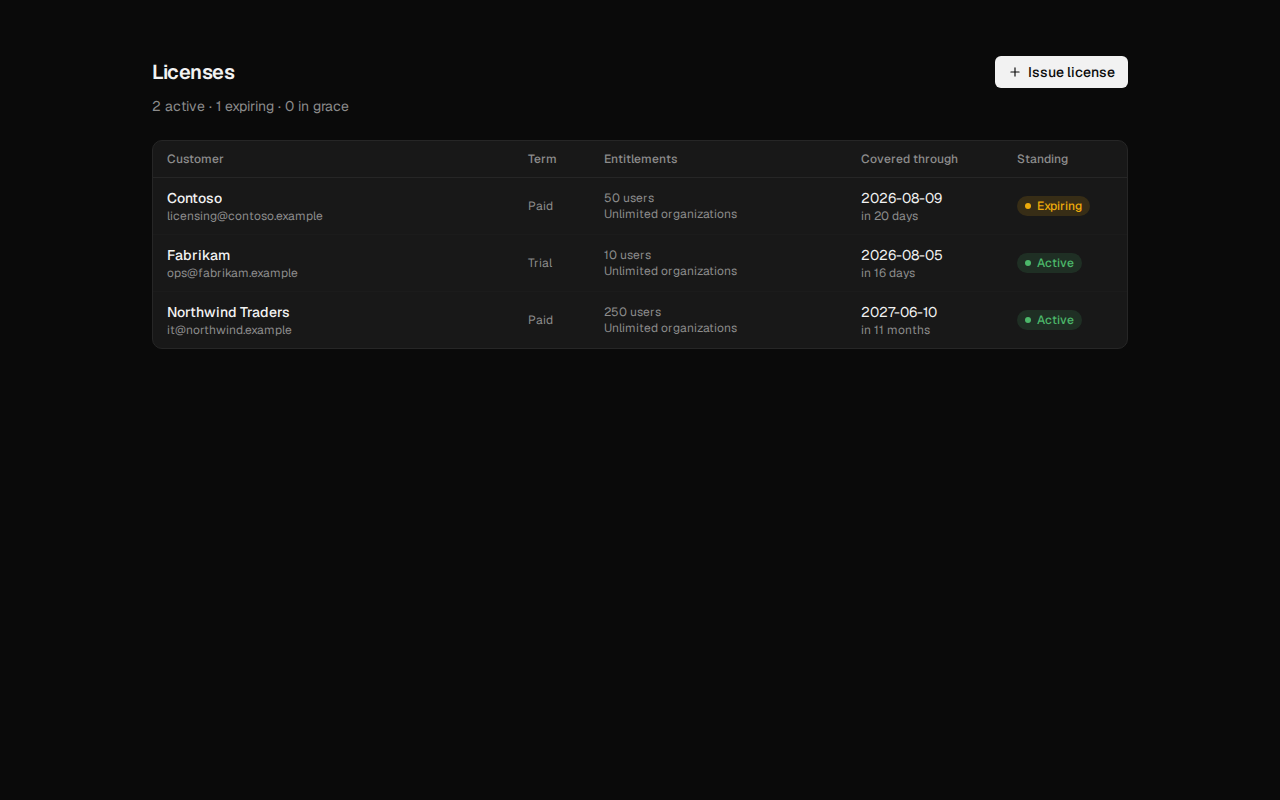 Licenses
Issue license
2 active · 1 expiring · 0 in grace
Customer Term Entitlements Covered through Standing
Contoso
licensing@contoso.example
Paid
50 users
Unlimited organizations
2026-08-09
in 20 days
Expiring
Fabrikam
ops@fabrikam.example
Trial
10 users
Unlimited organizations
2026-08-05
in 16 days
Active
Northwind Traders
it@northwind.example
Paid
250 users
Unlimited organizations
2027-06-10
in 11 months
Active